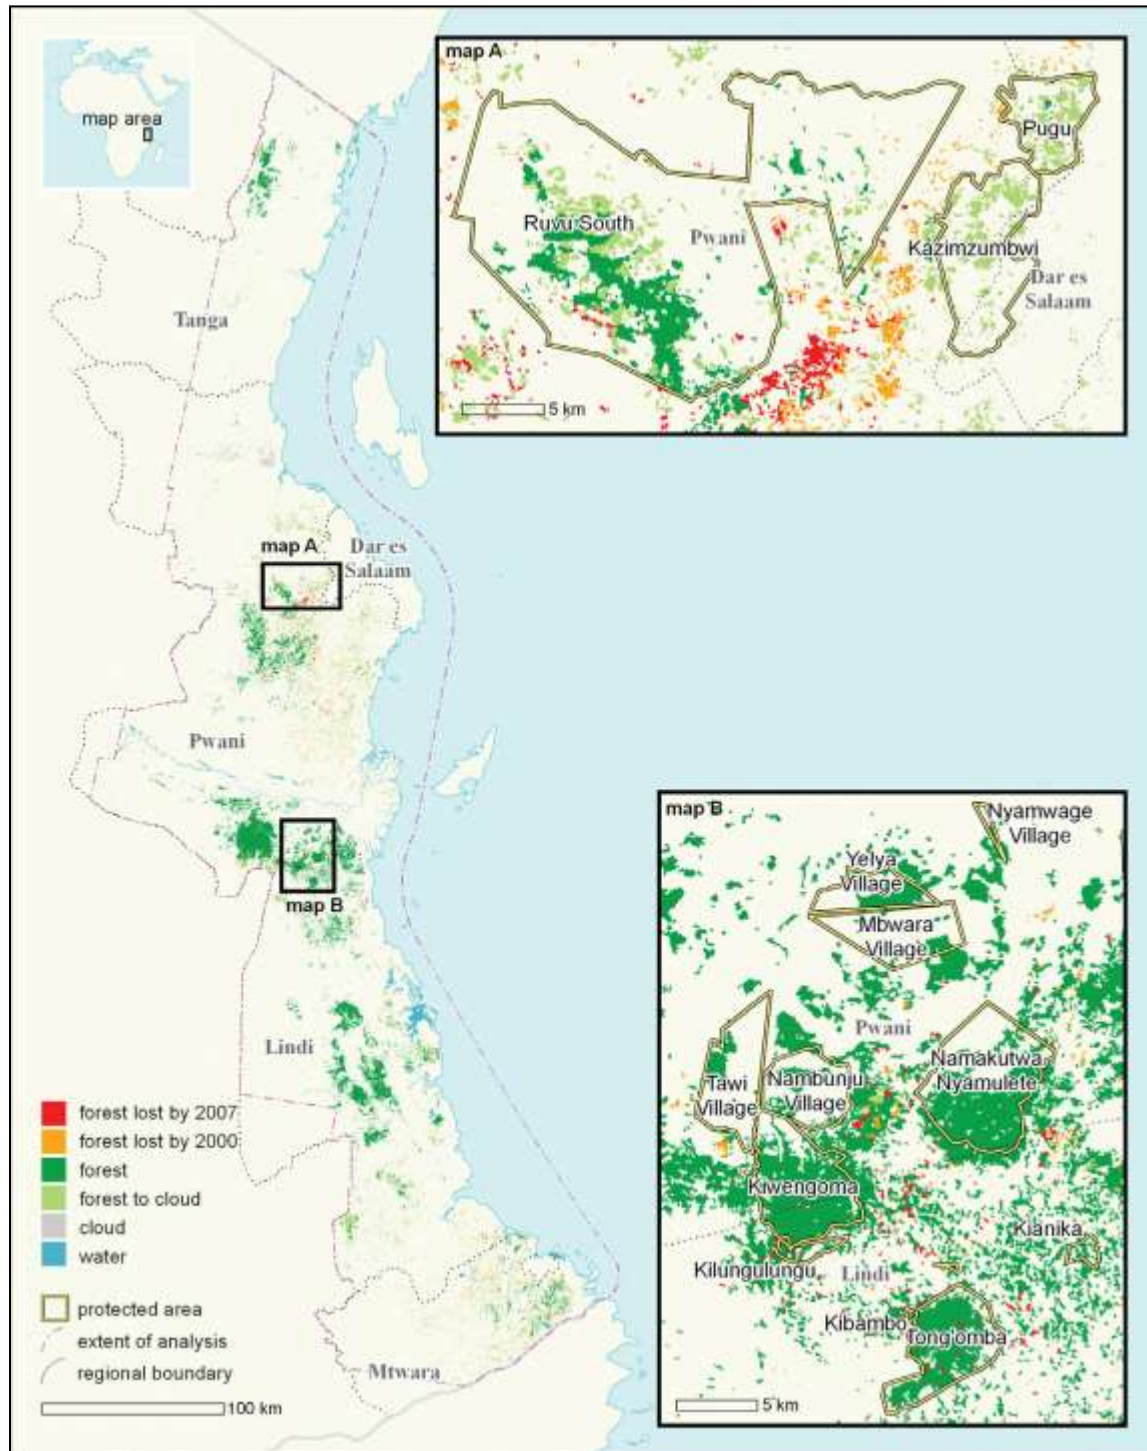 map area
map A
Pugu
Ruvu South
Pwani
Kazimzumbwi
Dar es
Salaam
5 km
Tanga
map A
Dar es
Salaam
Pwani
map B
Lindi
Mtwara
map B
Nyamwage
Village
Yelya
Village
Mbwara
Village
Pwani
Namakutwa
Nyamulete
Tawi
Village
Nambunju
Village
Kiwengoma
Kianika
Kilungulungu
Lindi
Kibambo
Tong'omba
5 km
forest lost by 2007
forest lost by 2000
forest
forest to cloud
cloud
water
protected area
extent of analysis
regional boundary
100 km